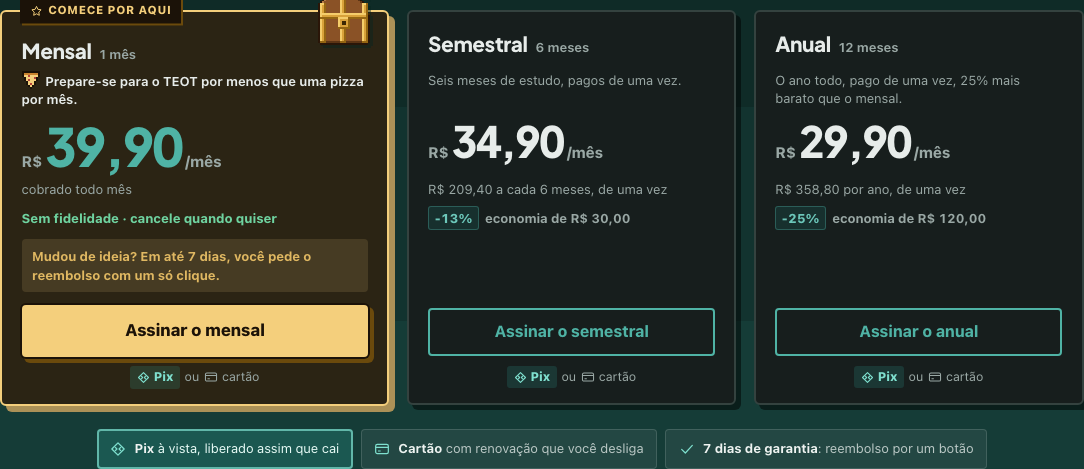 COMECE POR AQUI
Mensal 1 mês
Prepare-se para o TEOT por menos que uma pizza
por mês.
R$ 39,90/mês
cobrado todo mês
Sem fidelidade · cancele quando quiser
Mudou de ideia? Em até 7 dias, você pede o
reembolso com um só clique.
Assinar o mensal
Pix ou cartão
Semestral 6 meses
Seis meses de estudo, pagos de uma vez.
R$ 34,90/mês
R$ 209,40 a cada 6 meses, de uma vez
-13% economia de R$ 30,00
Assinar o semestral
Pix ou cartão
Anual 12 meses
O ano todo, pago de uma vez, 25% mais
barato que o mensal.
R$ 29,90/mês
R$ 358,80 por ano, de uma vez
-25% economia de R$ 120,00
Assinar o anual
Pix ou cartão
Pix à vista, liberado assim que cai
Cartão com renovação que você desliga
7 dias de garantia: reembolso por um botão